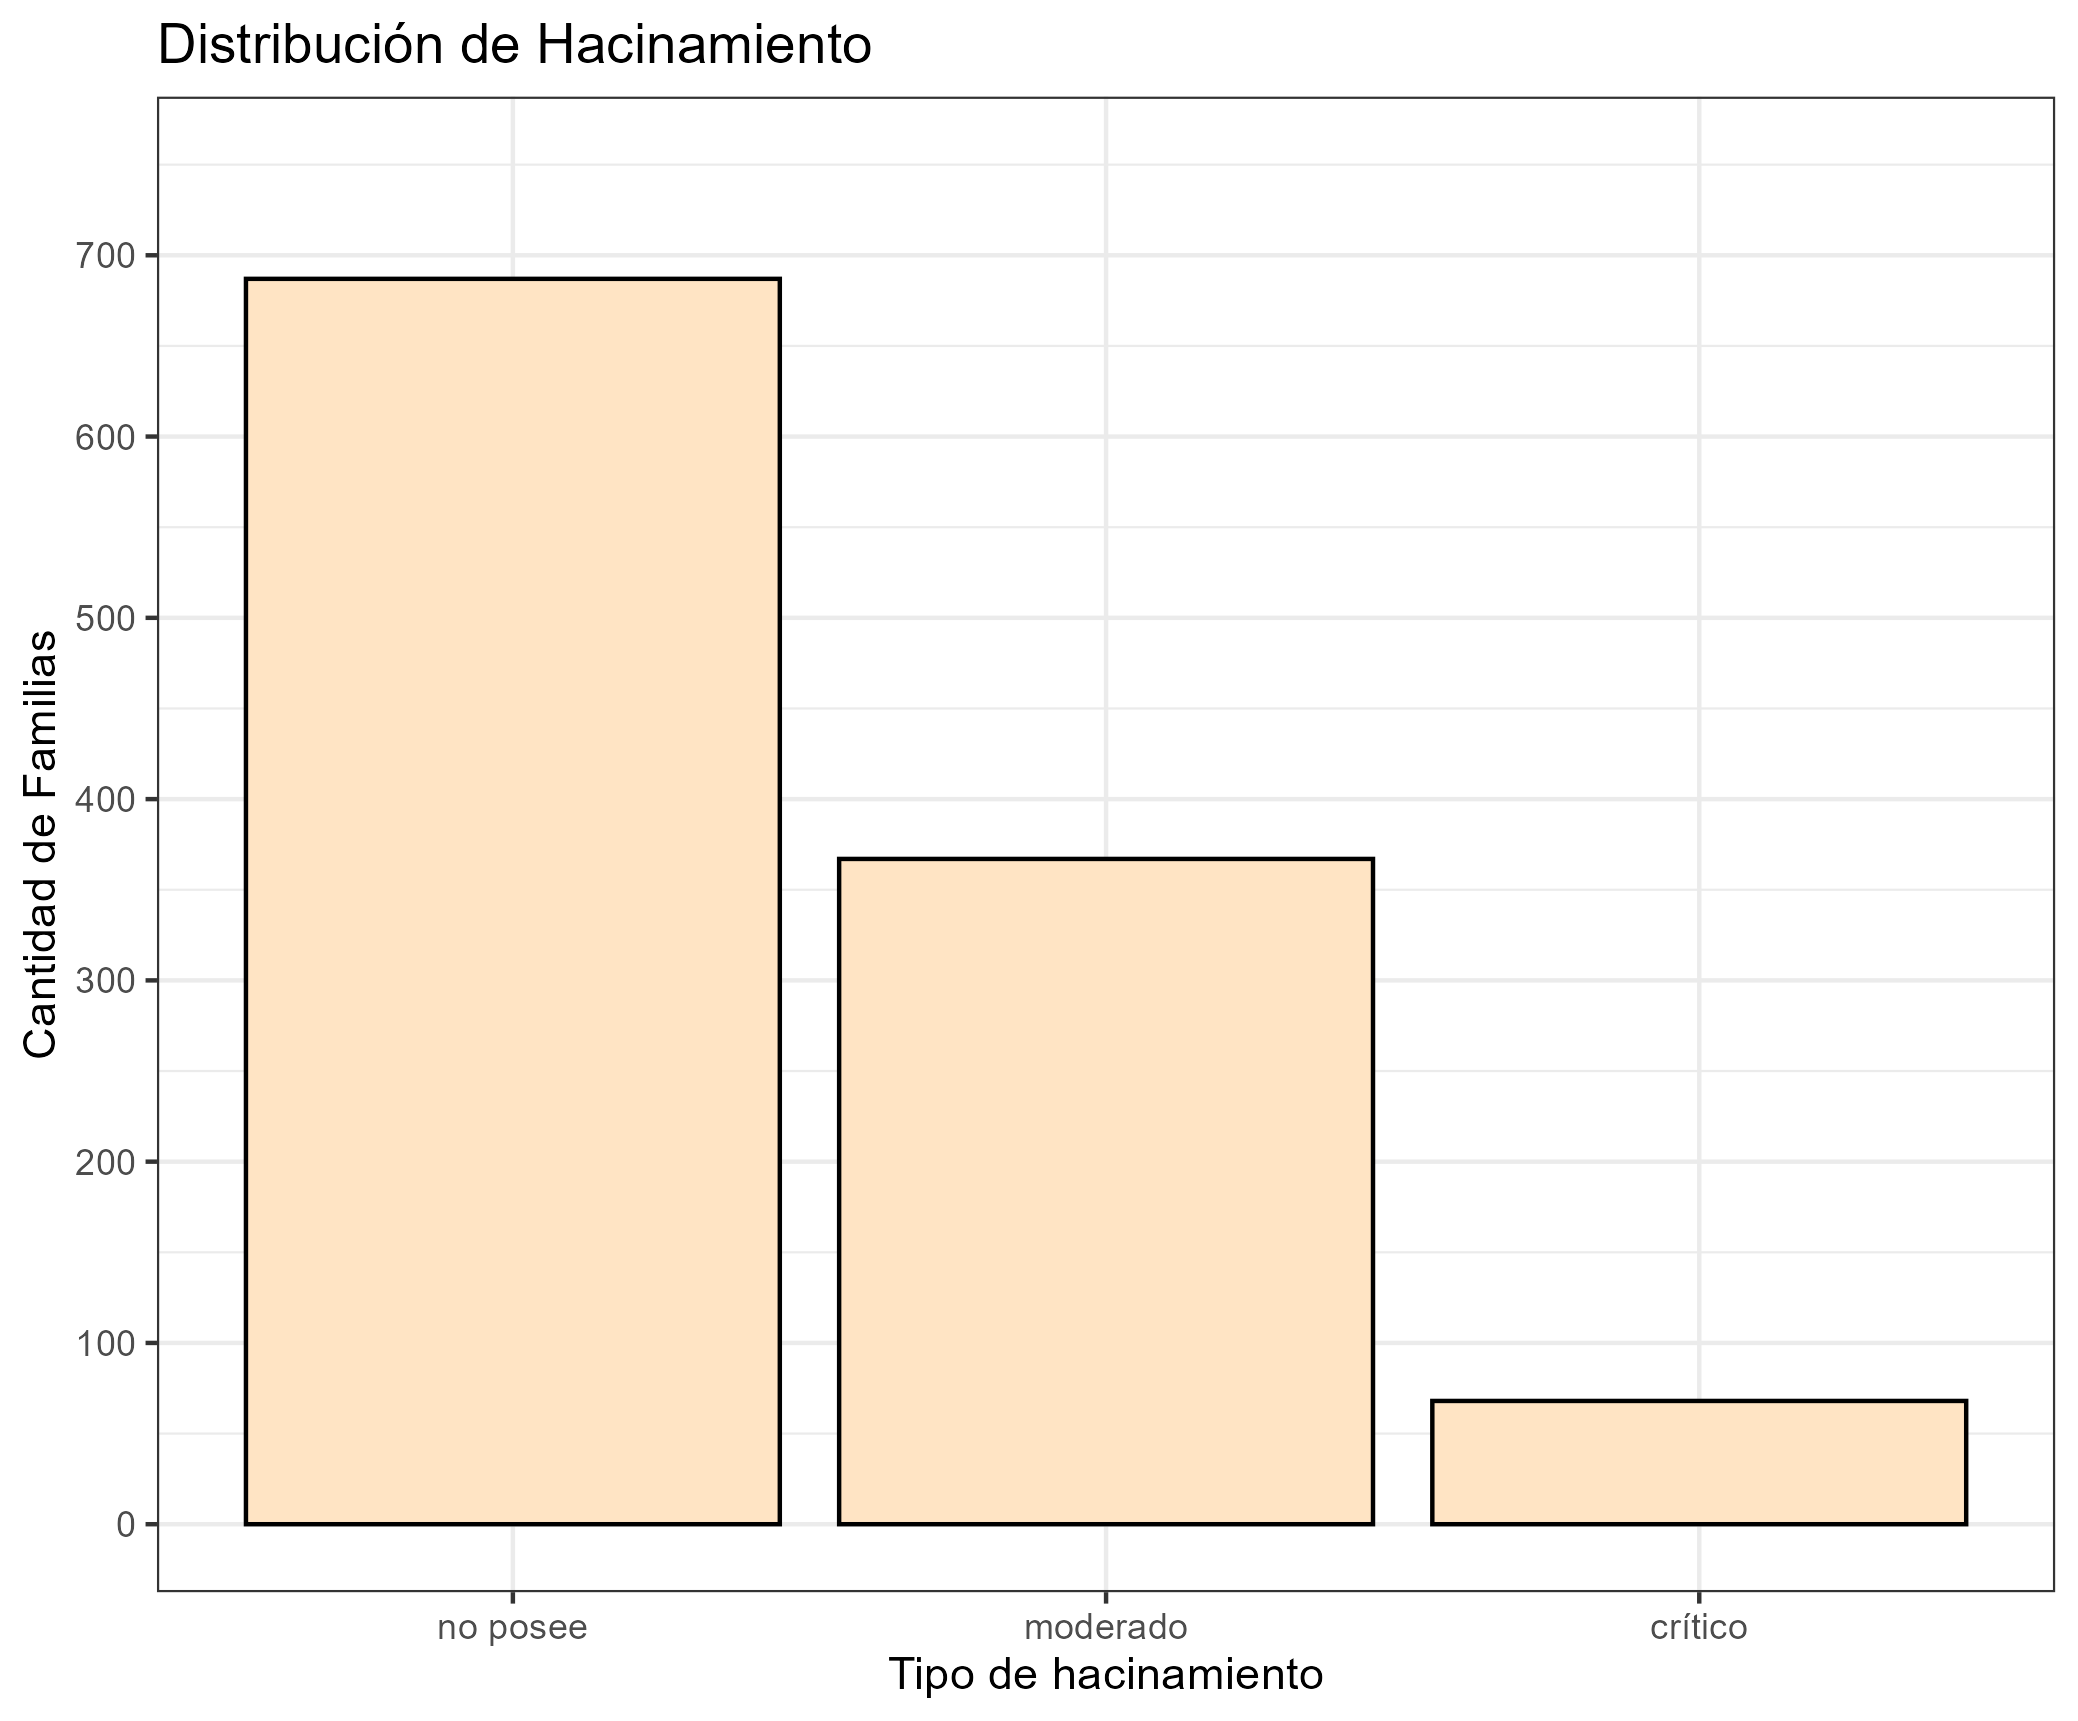 Distribución de Hacinamiento
Cantidad de Familias
700
600
500
400
300
200
100
0
no posee
moderado
crítico
Tipo de hacinamiento